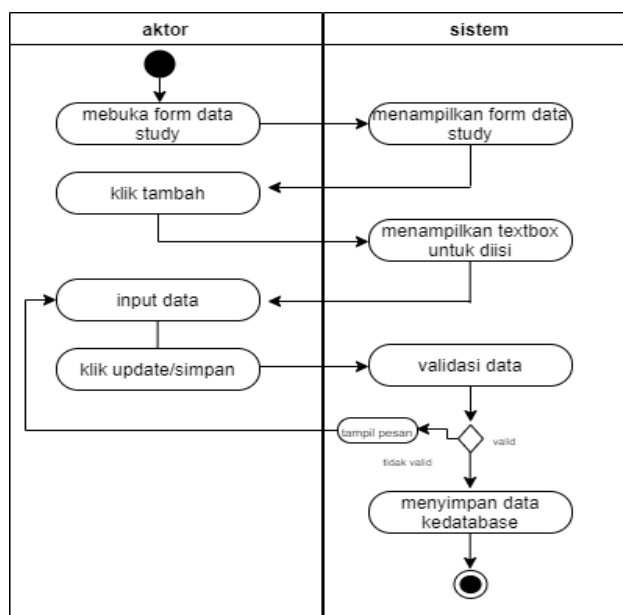 aktor
sistem
mebuka form data
study
menampilkan form data
study
klik tambah
menampilkan textbox
untuk diisi
input data
klik update/simpan
validasi data
tampil pesan
valid
tidak valid
menyimpan data
kedatabase